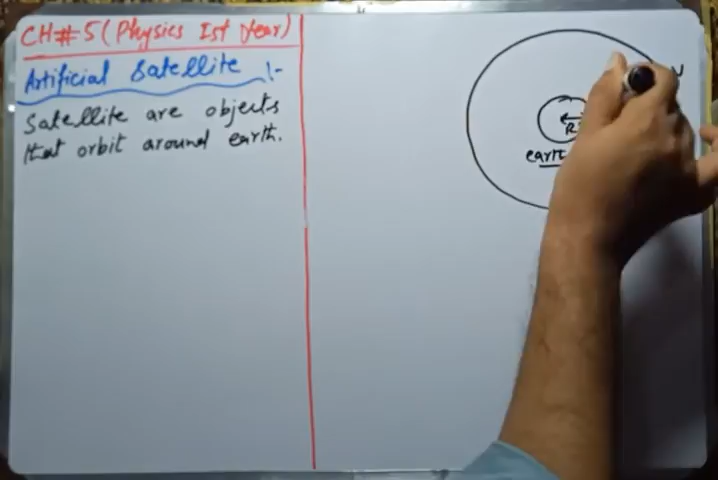 CH# 5 (Physics Ist Year)
Artificial Satellite :-
Satellite are objects
that orbit around earth.
R
earth